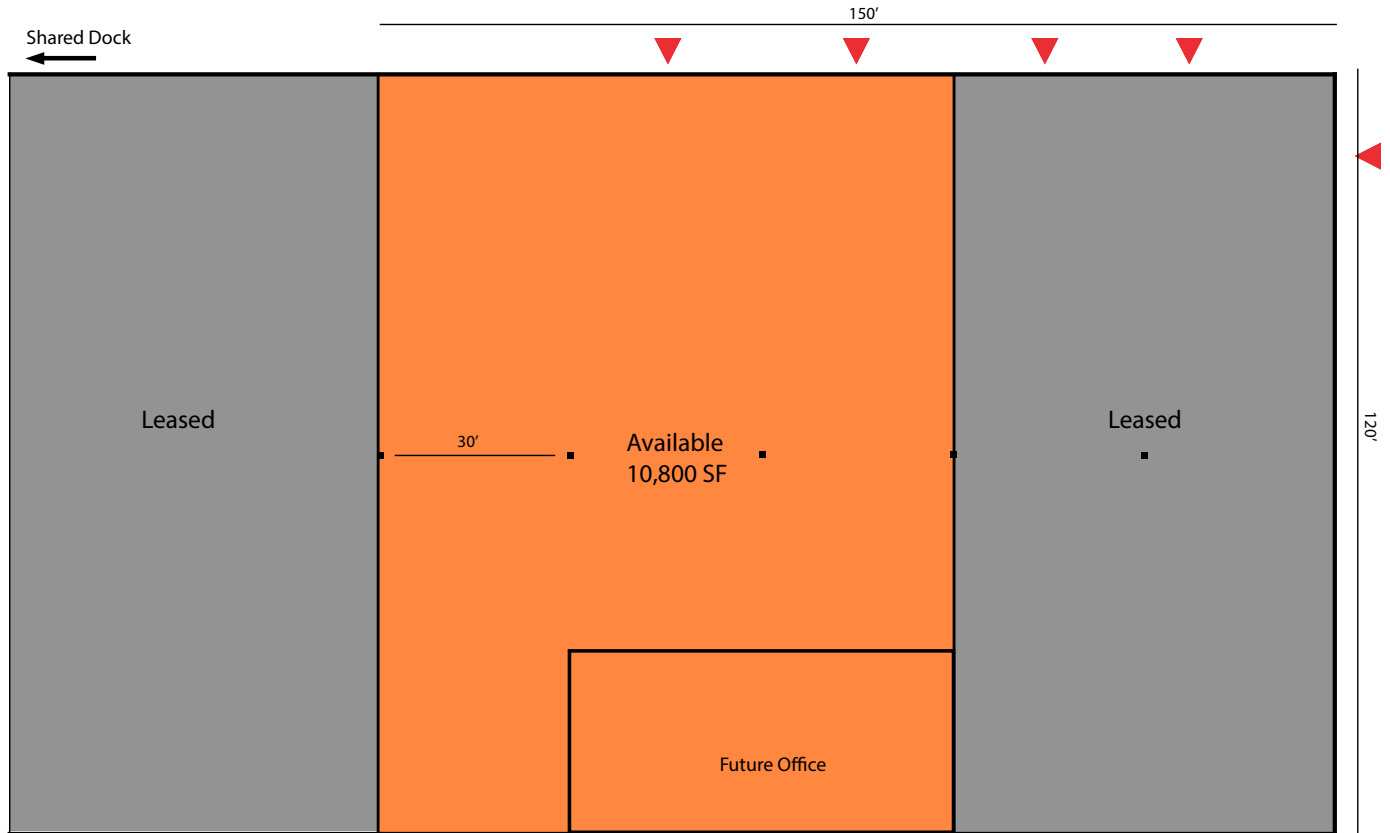 150′
Shared Dock
Leased
30′
Available
10,800 SF
Leased
120′
Future Office